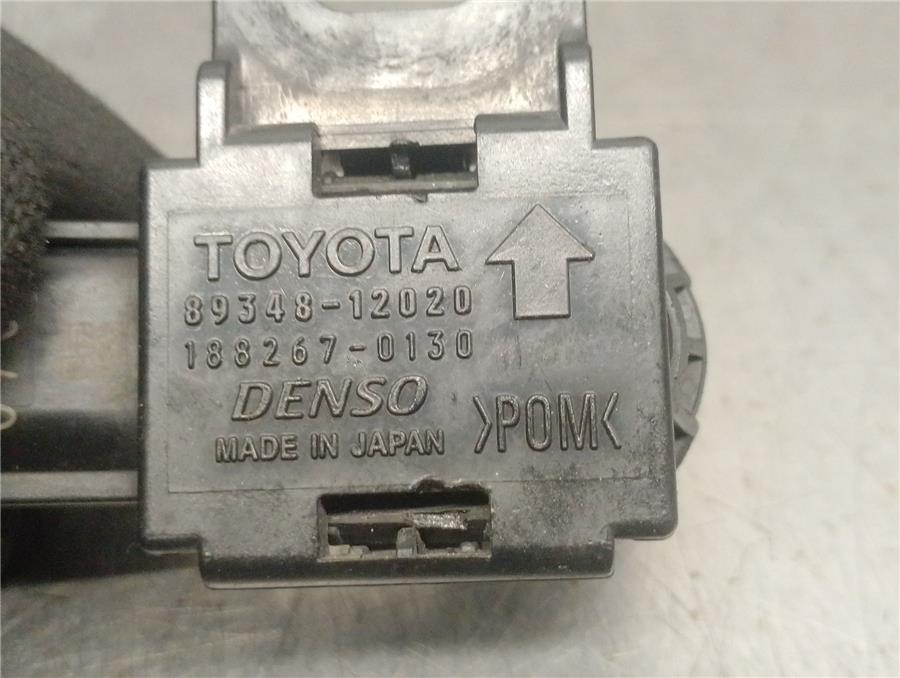 TOYOTA
89348-12020
188267-0130
DENSO
MADE IN JAPAN
>POM<